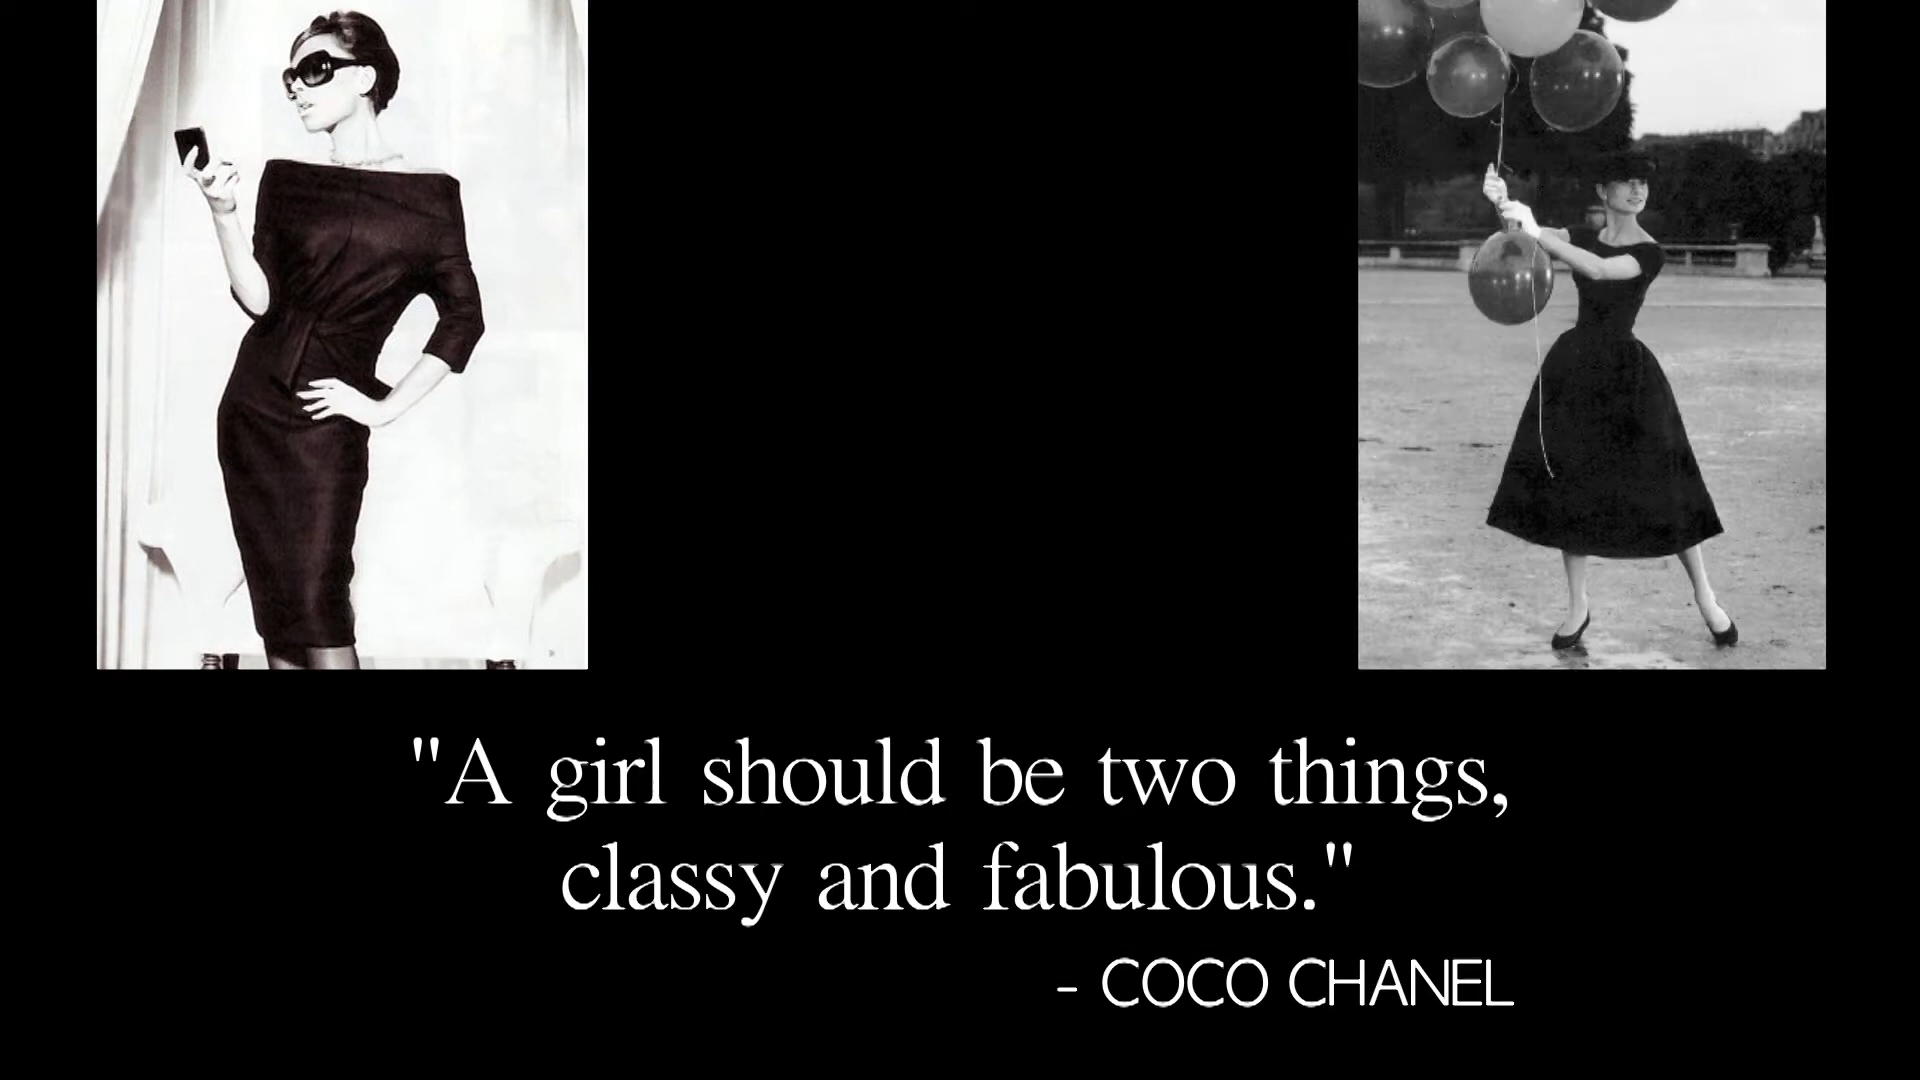 "A girl should be two things,
classy and fabulous."
- COCO CHANEL